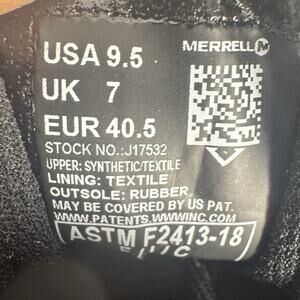 USA 9.5
MERRELL
UK 7
EUR 40.5
STOCK NO.:J17532
UPPER: SYNTHETIC/TEXTILE
LINING: TEXTILE
OUTSOLE: RUBBER
MAY BE COVERED BY US PAT.
WWW.PATENTS.WWWINC.COM
ASTM F2413-18